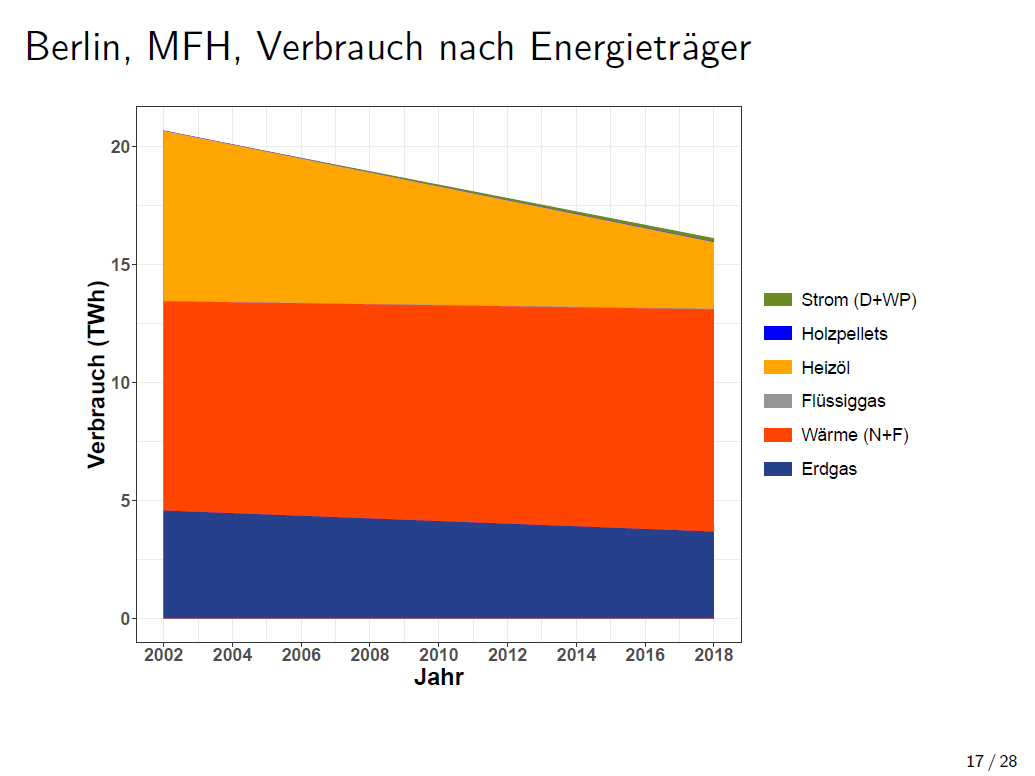 Berlin, MFH, Verbrauch nach Energieträger
Verbrauch (TWh)
20
15
10
5
0
2002 2004 2006 2008 2010 2012 2014 2016 2018
Jahr
Strom (D+WP)
Holzpellets
Heizöl
Flüssiggas
Wärme (N+F)
Erdgas
17 / 28